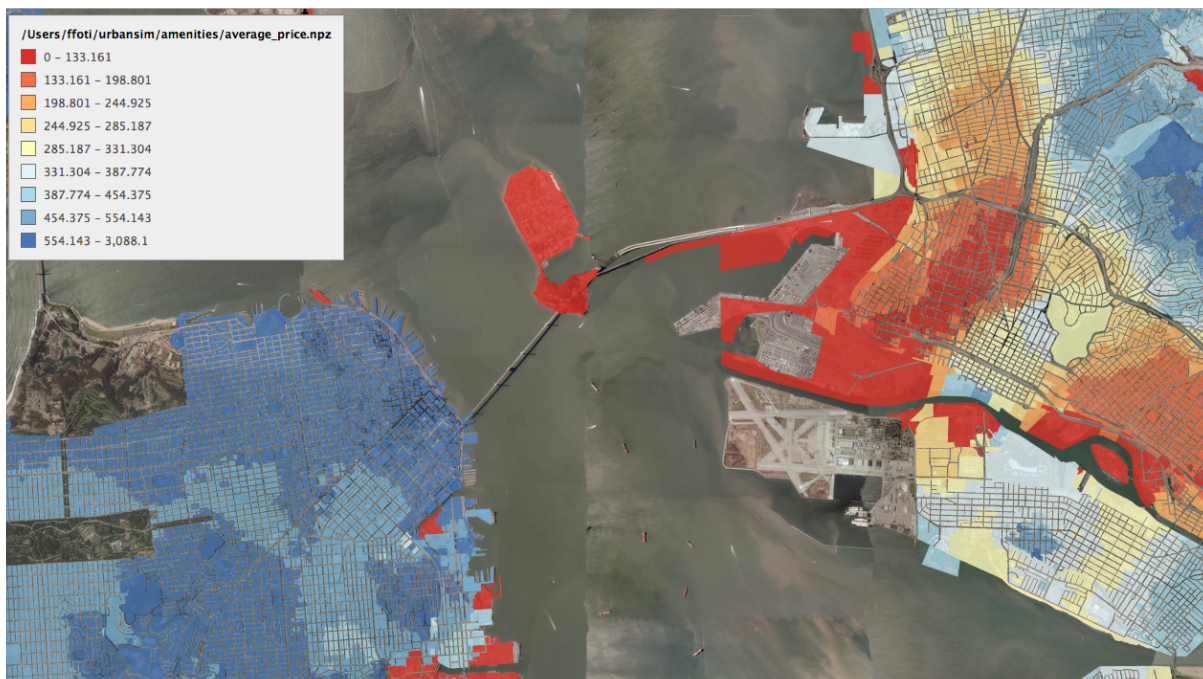 /Users/ffoti/urbansim/amenities/average_price.npz
0 – 133.161
133.161 – 198.801
198.801 – 244.925
244.925 – 285.187
285.187 – 331.304
331.304 – 387.774
387.774 – 454.375
454.375 – 554.143
554.143 – 3,088.1